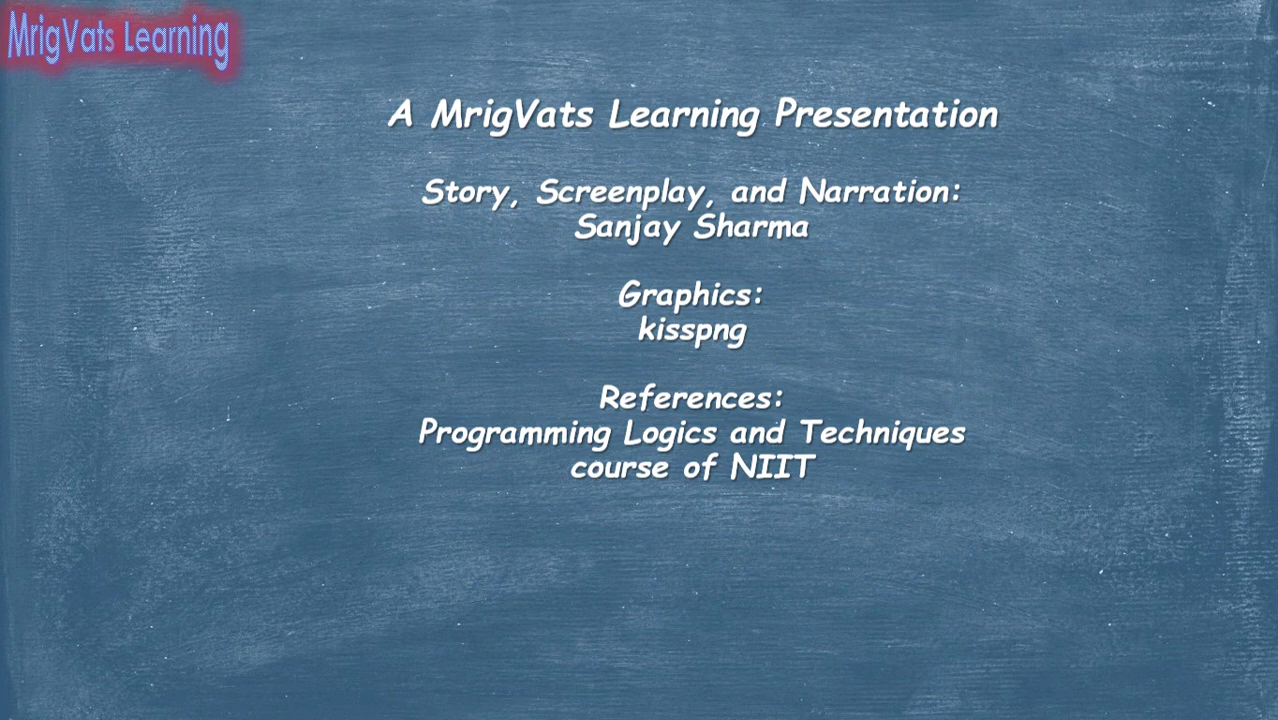 MrigVats Learning
A MrigVats Learning Presentation
Story, Screenplay, and Narration:
Sanjay Sharma
Graphics:
kisspng
References:
Programming Logics and Techniques
course of NIIT